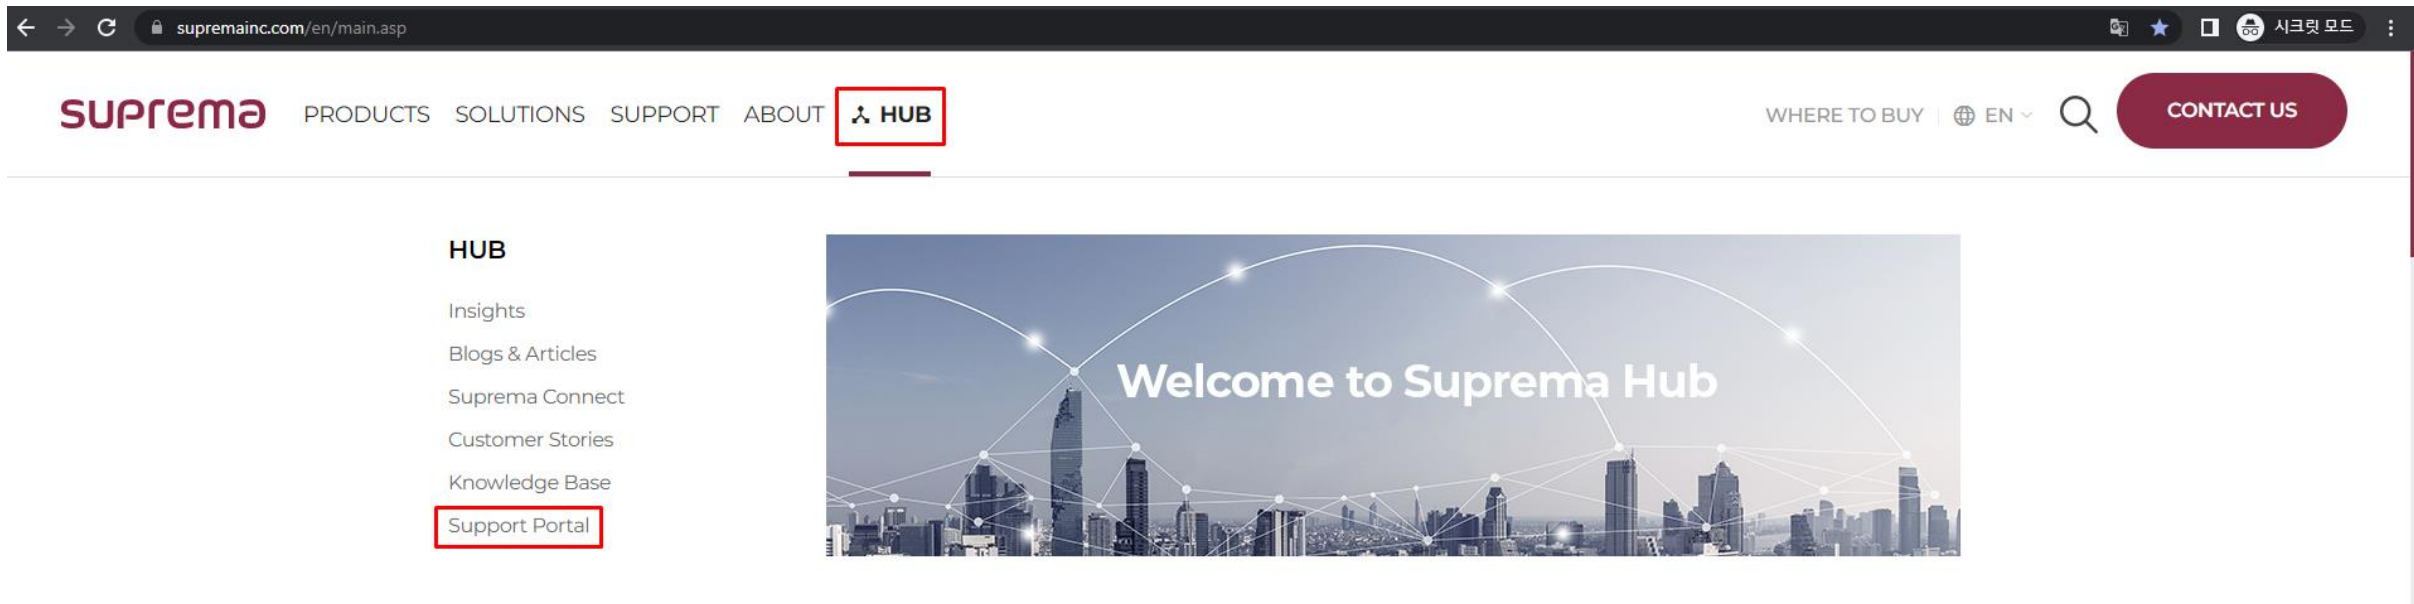 supremainc.com/en/main.asp 시크릿 모드
suprema PRODUCTS SOLUTIONS SUPPORT ABOUT HUB WHERE TO BUY EN CONTACT US
HUB
Insights
Blogs & Articles
Suprema Connect
Customer Stories
Knowledge Base
Support Portal
Welcome to Suprema Hub